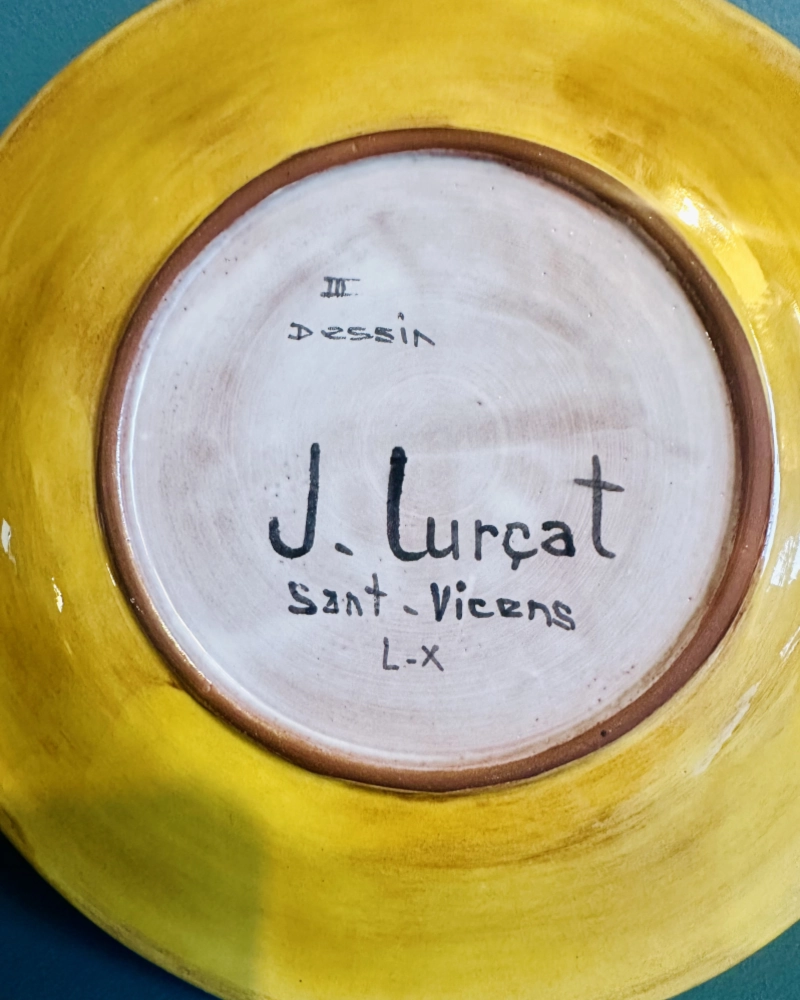 III
Dessin
J. Lurçat
Sant-Vicens
L-X